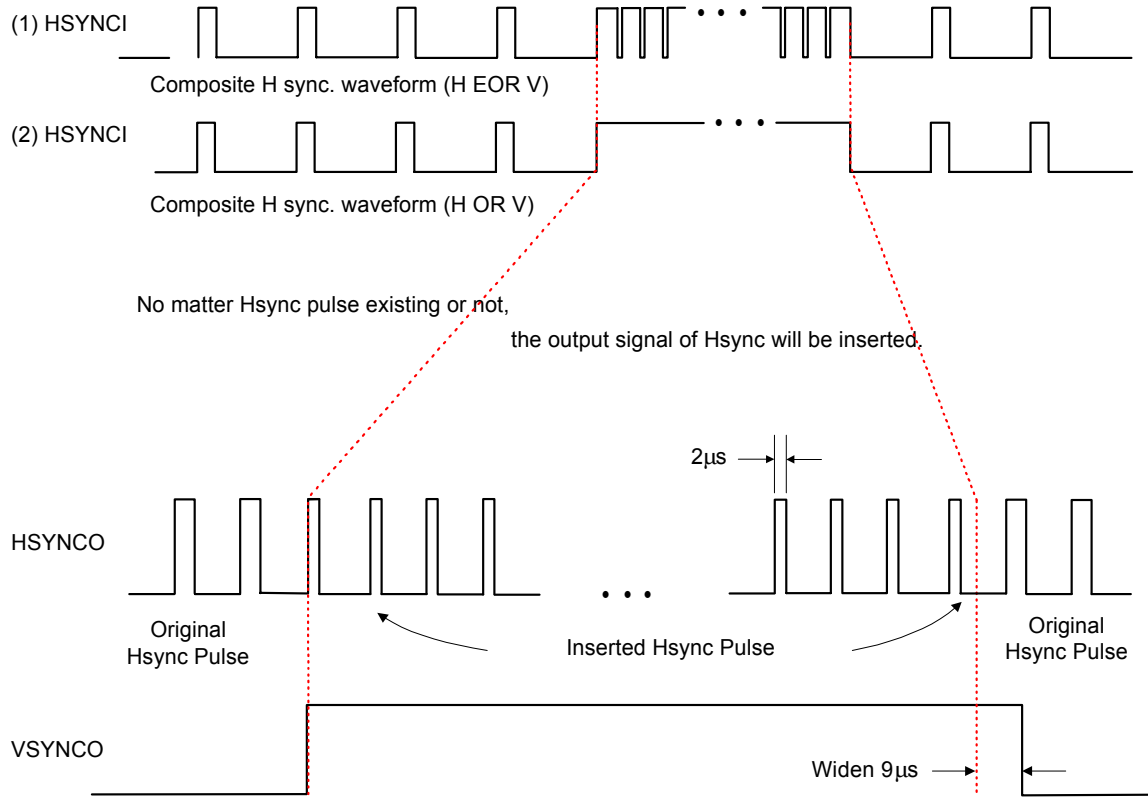 (1) HSYNCI
Composite H sync. waveform (H EOR V)
(2) HSYNCI
Composite H sync. waveform (H OR V)
No matter Hsync pulse existing or not,
the output signal of Hsync will be inserted.
2μs
HSYNCO
Original
Hsync Pulse
Inserted Hsync Pulse
Original
Hsync Pulse
VSYNCO
Widen 9μs